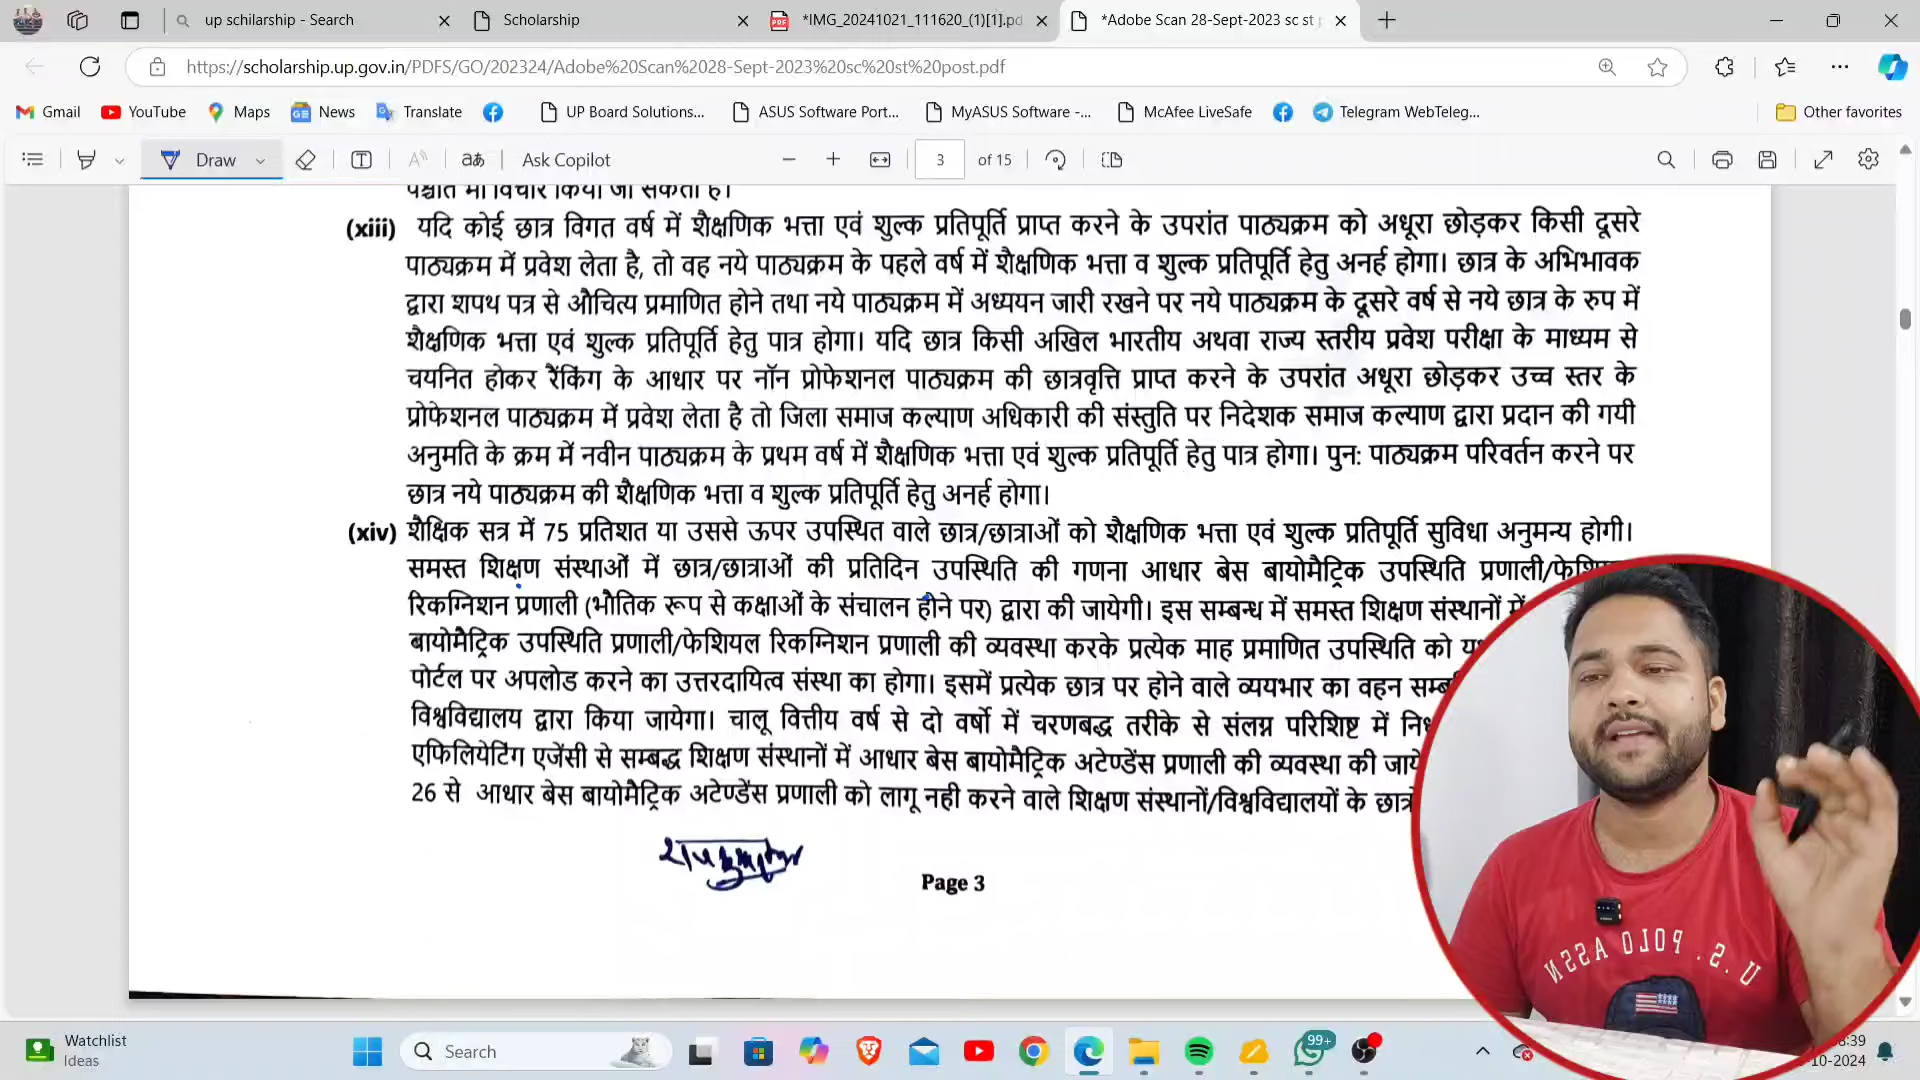 up schilarship - Search
Scholarship
*IMG_20241021_111620_(1)[1].pd
*Adobe Scan 28-Sept-2023 sc st p
https://scholarship.up.gov.in/PDFS/GO/202324/Adobe%20Scan%2028-Sept-2023%20sc%20st%20post.pdf
Gmail YouTube Maps News Translate UP Board Solutions... ASUS Software Port... MyASUS Software -... McAfee LiveSafe Telegram WebTeleg... Other favorites
Draw Ask Copilot 3 of 15
पश्चात भी विचार किया जा सकता है।
(xiii) यदि कोई छात्र विगत वर्ष में शैक्षणिक भत्ता एवं शुल्क प्रतिपूर्ति प्राप्त करने के उपरांत पाठ्यक्रम को अधूरा छोड़कर किसी दूसरे
पाठ्यक्रम में प्रवेश लेता है, तो वह नये पाठ्यक्रम के पहले वर्ष में शैक्षणिक भत्ता व शुल्क प्रतिपूर्ति हेतु अनर्ह होगा। छात्र के अभिभावक
द्वारा शपथ पत्र से औचित्य प्रमाणित होने तथा नये पाठ्यक्रम में अध्ययन जारी रखने पर नये पाठ्यक्रम के दूसरे वर्ष से नये छात्र के रुप में
शैक्षणिक भत्ता एवं शुल्क प्रतिपूर्ति हेतु पात्र होगा। यदि छात्र किसी अखिल भारतीय अथवा राज्य स्तरीय प्रवेश परीक्षा के माध्यम से
चयनित होकर रैंकिंग के आधार पर नॉन प्रोफेशनल पाठ्यक्रम की छात्रवृत्ति प्राप्त करने के उपरांत अधूरा छोड़कर उच्च स्तर के
प्रोफेशनल पाठ्यक्रम में प्रवेश लेता है तो जिला समाज कल्याण अधिकारी की संस्तुति पर निदेशक समाज कल्याण द्वारा प्रदान की गयी
अनुमति के क्रम में नवीन पाठ्यक्रम के प्रथम वर्ष में शैक्षणिक भत्ता एवं शुल्क प्रतिपूर्ति हेतु पात्र होगा। पुन: पाठ्यक्रम परिवर्तन करने पर
छात्र नये पाठ्यक्रम की शैक्षणिक भत्ता व शुल्क प्रतिपूर्ति हेतु अनर्ह होगा।
(xiv) शैक्षिक सत्र में 75 प्रतिशत या उससे ऊपर उपस्थित वाले छात्र/छात्राओं को शैक्षणिक भत्ता एवं शुल्क प्रतिपूर्ति सुविधा अनुमन्य होगी।
समस्त शिक्षण संस्थाओं में छात्र/छात्राओं की प्रतिदिन उपस्थिति की गणना आधार बेस बायोमैट्रिक उपस्थिति प्रणाली/
रिकग्निशन प्रणाली (भौतिक रूप से कक्षाओं के संचालन होने पर) द्वारा की जायेगी। इस सम्बन्ध में समस्त शिक्षण संस्थानों में
बायोमैट्रिक उपस्थिति प्रणाली/फेशियल रिकग्निशन प्रणाली की व्यवस्था करके प्रत्येक माह प्रमाणित उपस्थिति को
पोर्टल पर अपलोड करने का उत्तरदायित्व संस्था का होगा। इसमें प्रत्येक छात्र पर होने वाले व्ययभार का वहन
विश्वविद्यालय द्वारा किया जायेगा। चालू वित्तीय वर्ष से दो वर्षो में चरणबद्ध तरीके से संलग्न परिशिष्ट में
एफिलियेटिंग एजेंसी से सम्बद्ध शिक्षण संस्थानों में आधार बेस बायोमैट्रिक अटेण्डेंस प्रणाली की व्यवस्था की
26 से आधार बेस बायोमैट्रिक अटेण्डेंस प्रणाली को लागू नही करने वाले शिक्षण संस्थानों/विश्वविद्यालयों के
Page 3
U.S. POLO ASSN
Watchlist
Ideas
Search
99+
10-2024